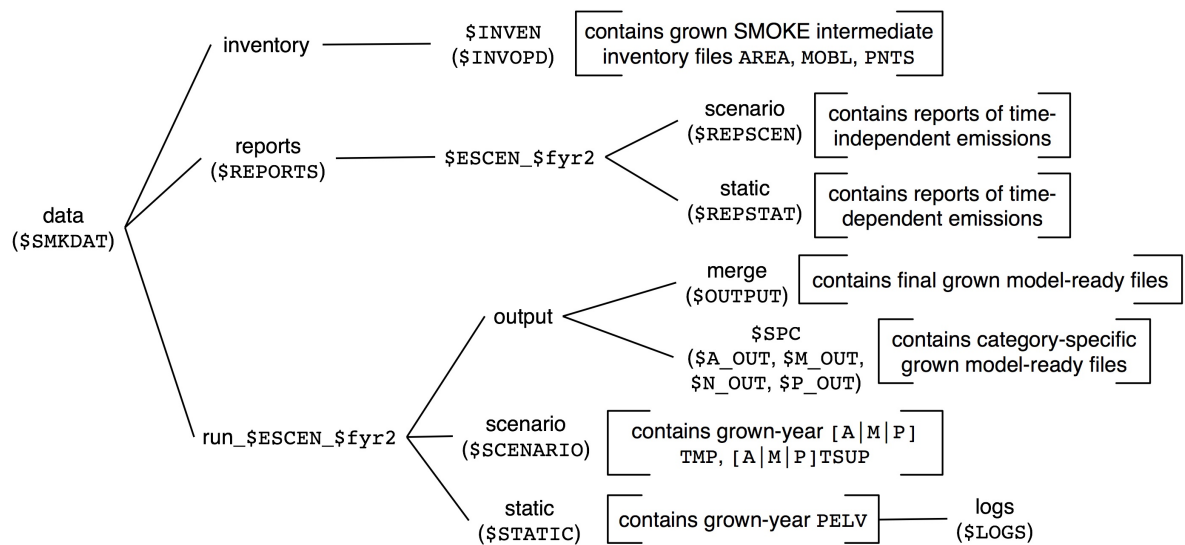 inventory
$INVEN
($INVOPD)
contains grown SMOKE intermediate
inventory files AREA, MOBL, PNTS
reports
($REPORTS)
$ESCEN_$fyr2
scenario
($REPSCEN)
contains reports of time-
independent emissions
static
($REPSTAT)
contains reports of time-
dependent emissions
data
($SMKDAT)
merge
($OUTPUT)
contains final grown model-ready files
output
$SPC
($A_OUT, $M_OUT,
$N_OUT, $P_OUT)
contains category-specific
grown model-ready files
run_$ESCEN_$fyr2
scenario
($SCENARIO)
contains grown-year [A|M|P]
TMP, [A|M|P]TSUP
static
($STATIC)
contains grown-year PELV
logs
($LOGS)